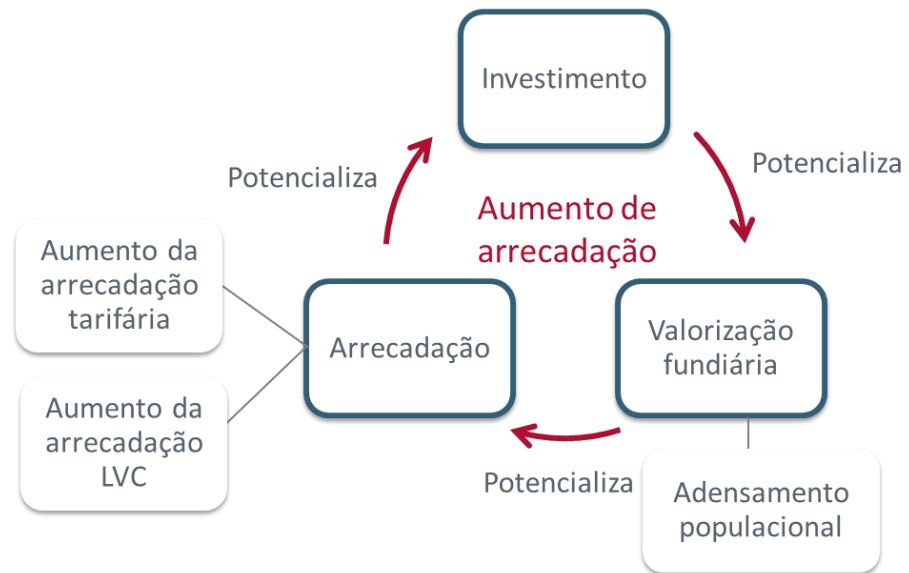 Investimento
Potencializa
Potencializa
Aumento de
arrecadação
Aumento da
arrecadação
tarifária
Arrecadação
Valorização
fundiária
Aumento da
arrecadação
LVC
Potencializa
Adensamento
populacional